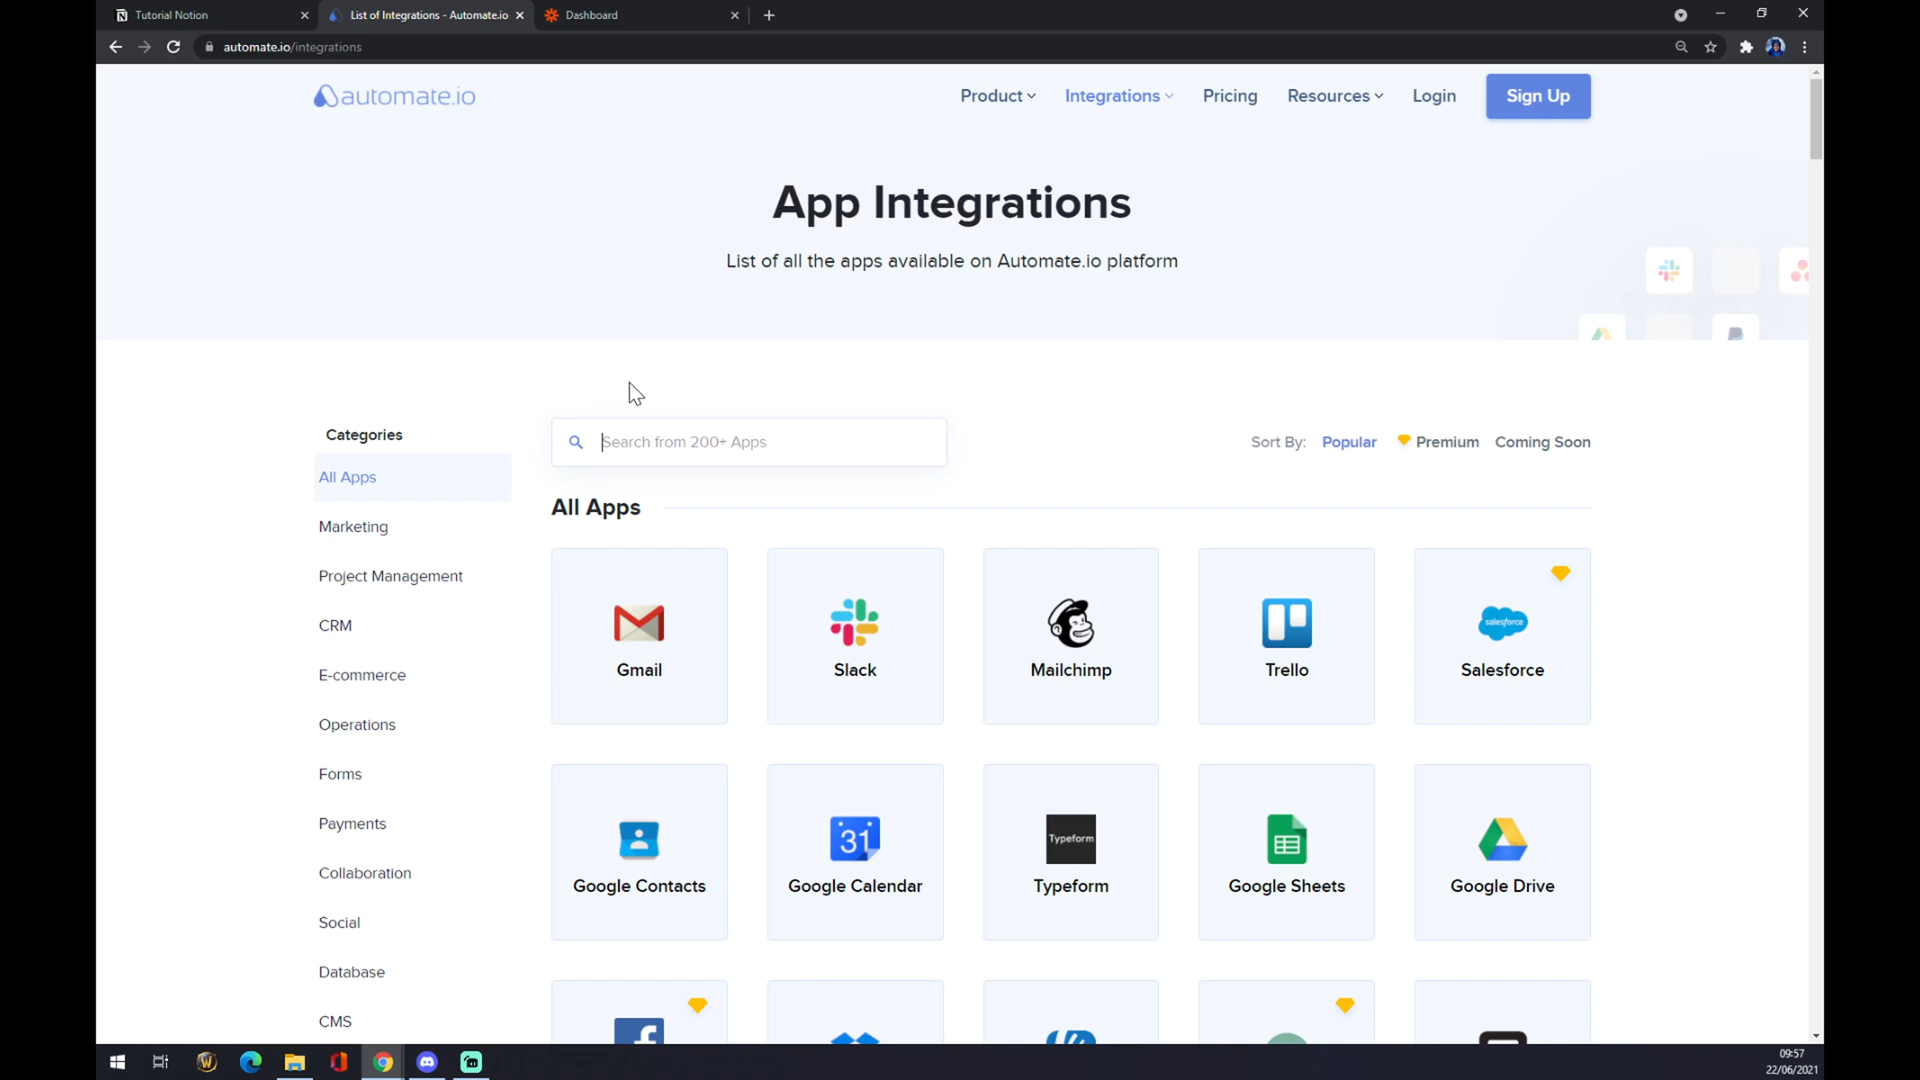 Tutorial Notion
List of Integrations - Automate.io
Dashboard
automate.io/integrations
automate.io
Product
Integrations
Pricing
Resources
Login
Sign Up
App Integrations
List of all the apps available on Automate.io platform
Categories
Search from 200+ Apps
Sort By:
Popular
Premium
Coming Soon
All Apps
Marketing
Project Management
CRM
E-commerce
Operations
Forms
Payments
Collaboration
Social
Database
CMS
All Apps
Gmail
Slack
Mailchimp
Trello
salesforce
Salesforce
Google Contacts
31
Google Calendar
Typeform
Typeform
Google Sheets
Google Drive
09:57
22/06/2021